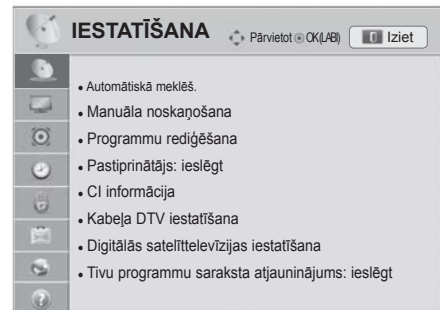 IESTATĪŠANA Pārvietot OK(LABI) Iziet
• Automātiskā meklēš.
• Manuāla noskaņošana
• Programmu rediģēšana
• Pastiprinātājs: ieslēgt
• CI informācija
• Kabeļa DTV iestatīšana
• Digitālās satelīttelevīzijas iestatīšana
• Tivu programmu saraksta atjauninājums: ieslēgt